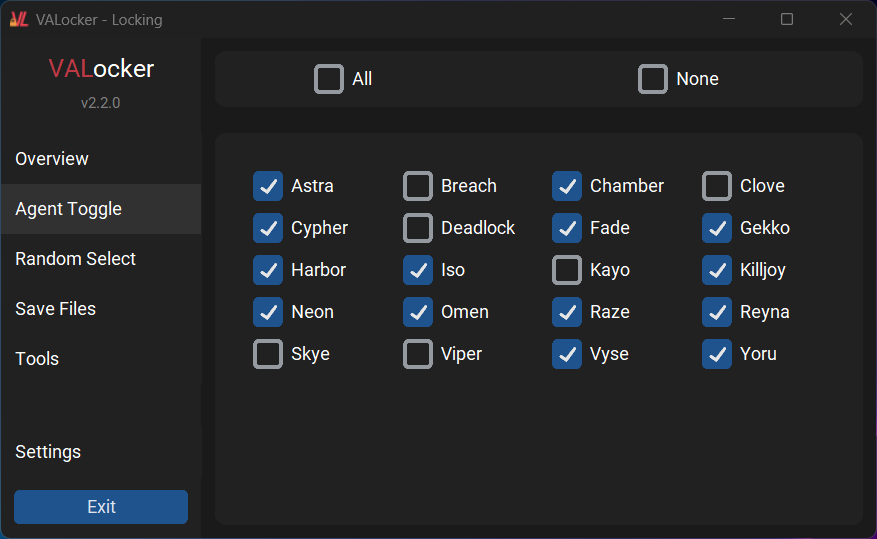 VALocker - Locking
VALocker
v2.2.0
Overview
Agent Toggle
Random Select
Save Files
Tools
Settings
Exit
All None
Astra Breach Chamber Clove
Cypher Deadlock Fade Gekko
Harbor Iso Kayo Killjoy
Neon Omen Raze Reyna
Skye Viper Vyse Yoru